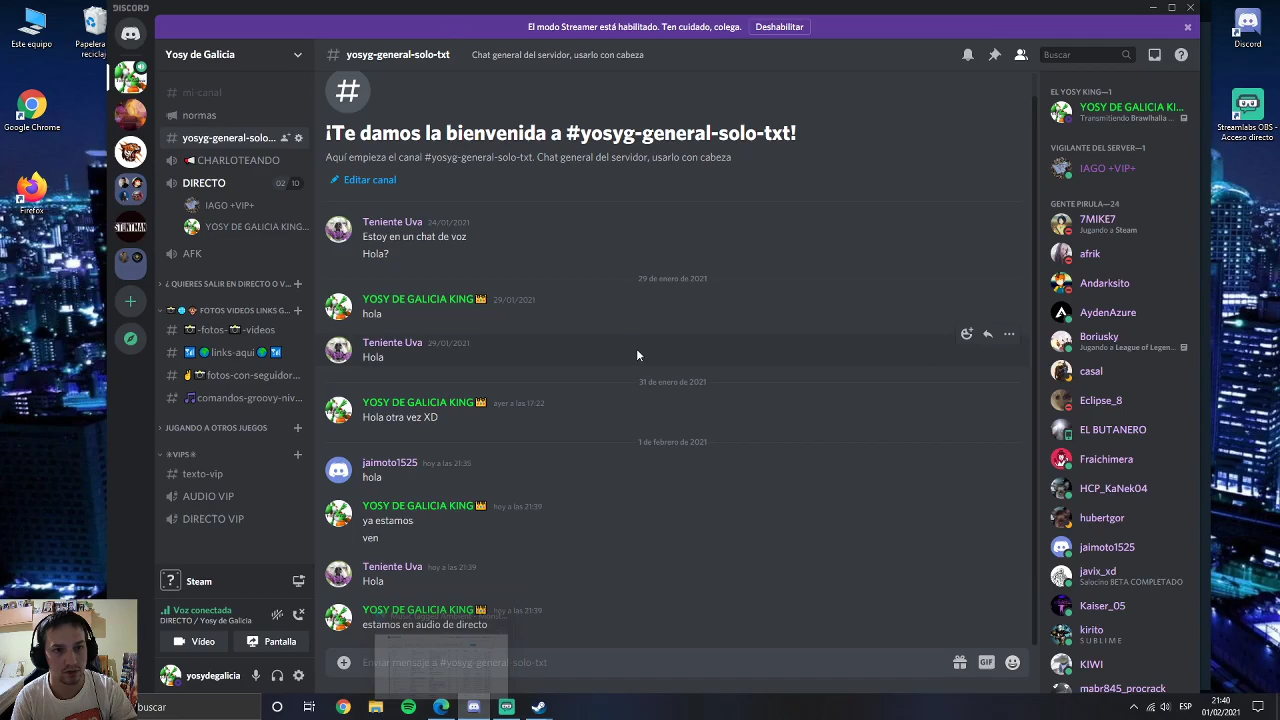 DISCORD
El modo Streamer está habilitado. Ten cuidado, colega.
Deshabilitar
Este equipo
Google Chrome
Firefox
Yosy de Galicia
mi-canal
normas
yosyg-general-solo...
CHARLOTEANDO
DIRECTO
02 10
IAGO +VIP+
YOSY DE GALICIA KING...
AFK
¿ QUIERES SALIR EN DIRECTO O V...
FOTOS VIDEOS LINKS G...
-fotos-
-videos
links-aqui
fotos-con-seguidor...
comandos-groovy-niv...
JUGANDO A OTROS JUEGOS
VIPS
texto-vip
AUDIO VIP
DIRECTO VIP
Steam
Voz conectada
DIRECTO / Yosy de Galicia
Vídeo
Pantalla
yosydegalicia
yosyg-general-solo-txt
Chat general del servidor, usarlo con cabeza
Buscar
¡Te damos la bienvenida a #yosyg-general-solo-txt!
Aquí empieza el canal #yosyg-general-solo-txt. Chat general del servidor, usarlo con cabeza
Editar canal
Teniente Uva 24/01/2021
Estoy en un chat de voz
Hola?
29 de enero de 2021
YOSY DE GALICIA KING 29/01/2021
hola
Teniente Uva 29/01/2021
Hola
31 de enero de 2021
YOSY DE GALICIA KING ayer a las 17:22
Hola otra vez XD
1 de febrero de 2021
jaimoto1525 hoy a las 21:35
hola
YOSY DE GALICIA KING hoy a las 21:39
ya estamos
ven
Teniente Uva hoy a las 21:39
Hola
YOSY DE GALICIA KING hoy a las 21:39
estamos en audio de directo
Enviar mensaje a #yosyg-general-solo-txt
GIF
EL YOSY KING—1
YOSY DE GALICIA KI...
Transmitiendo Brawlhalla ...
VIGILANTE DEL SERVER—1
IAGO +VIP+
GENTE PIRULA—24
7MIKE7
Jugando a Steam
afrik
Andarksito
AydenAzure
Boriusky
Jugando a League of Legen...
casal
Eclipse_8
EL BUTANERO
Fraichimera
HCP_KaNek04
hubertgor
jaimoto1525
javix_xd
Salocino BETA COMPLETADO
Kaiser_05
kirito
SUBLIME
KIWI
mabr845_procrack
Discord
Streamlabs OBS -
Acceso directo
buscar
ESP
21:40
01/02/2021